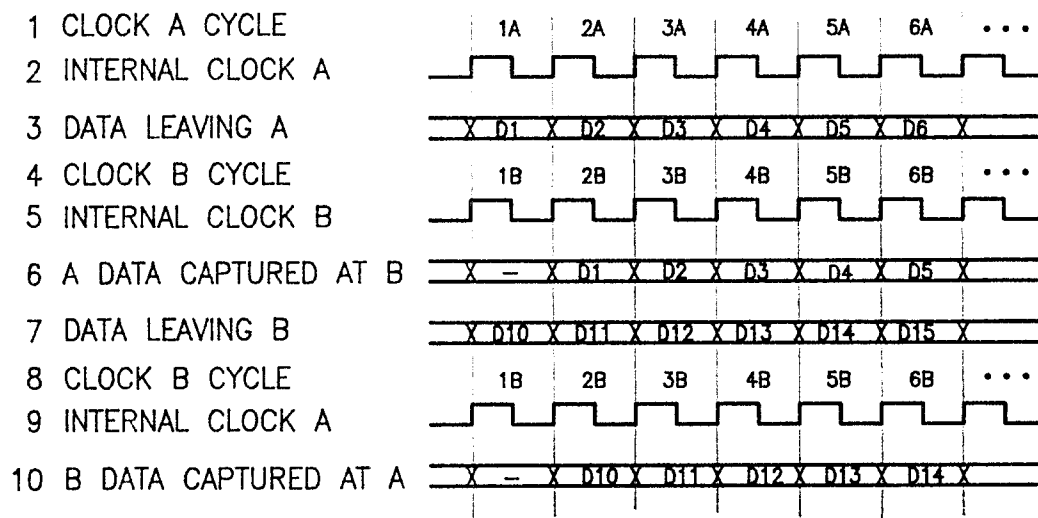 1 CLOCK A CYCLE 1A 2A 3A 4A 5A 6A •••
2 INTERNAL CLOCK A
3 DATA LEAVING A D1 D2 D3 D4 D5 D6
4 CLOCK B CYCLE 1B 2B 3B 4B 5B 6B •••
5 INTERNAL CLOCK B
6 A DATA CAPTURED AT B – D1 D2 D3 D4 D5
7 DATA LEAVING B D10 D11 D12 D13 D14 D15
8 CLOCK B CYCLE 1B 2B 3B 4B 5B 6B •••
9 INTERNAL CLOCK A
10 B DATA CAPTURED AT A – D10 D11 D12 D13 D14